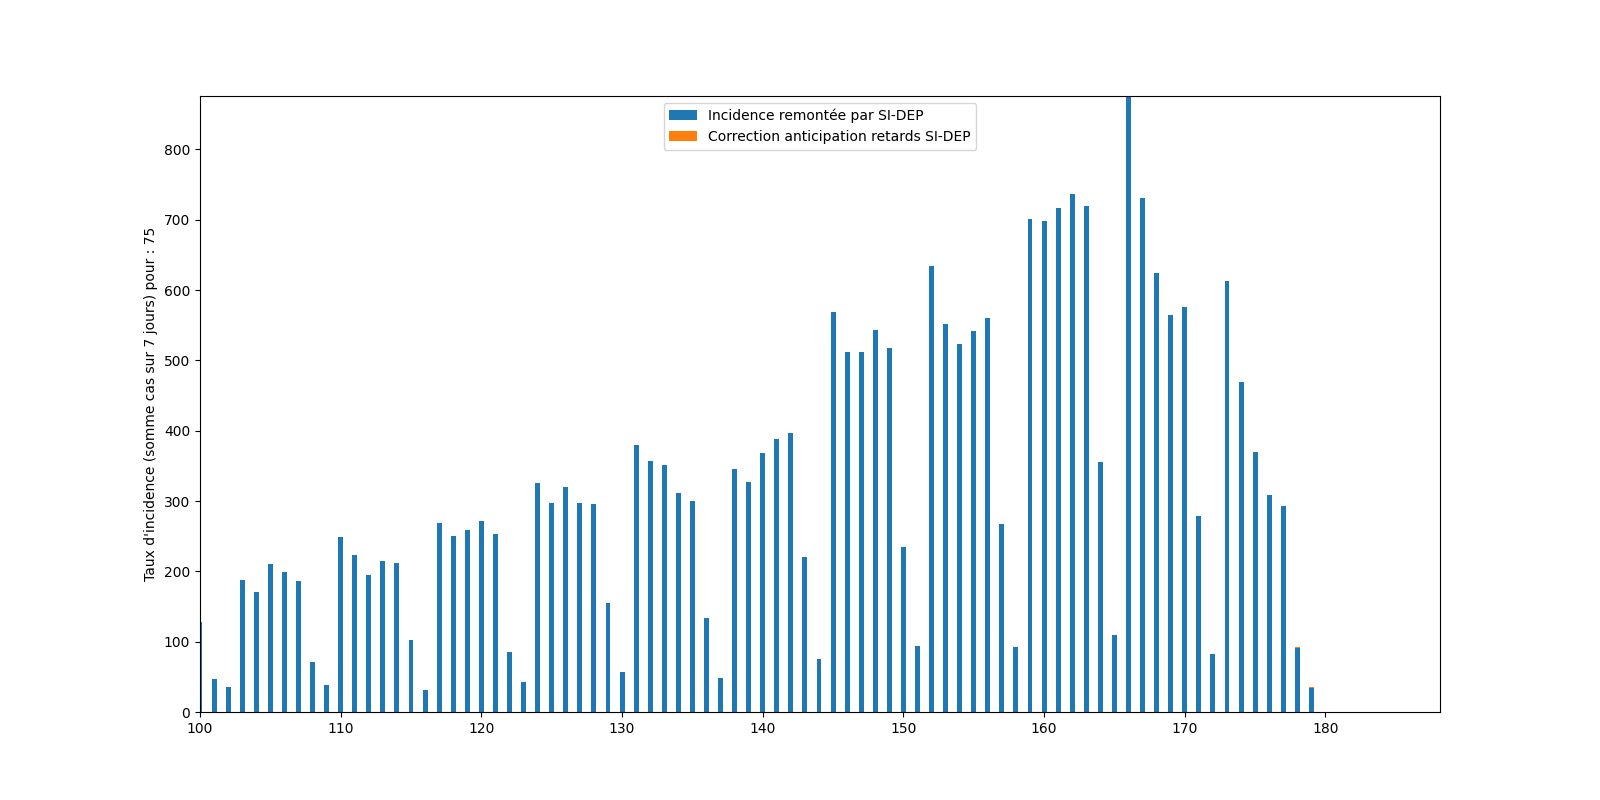 Incidence remontée par SI-DEP
Correction anticipation retards SI-DEP
Taux d'incidence (somme cas sur 7 jours) pour : 75
800
700
600
500
400
300
200
100
0
100 110 120 130 140 150 160 170 180